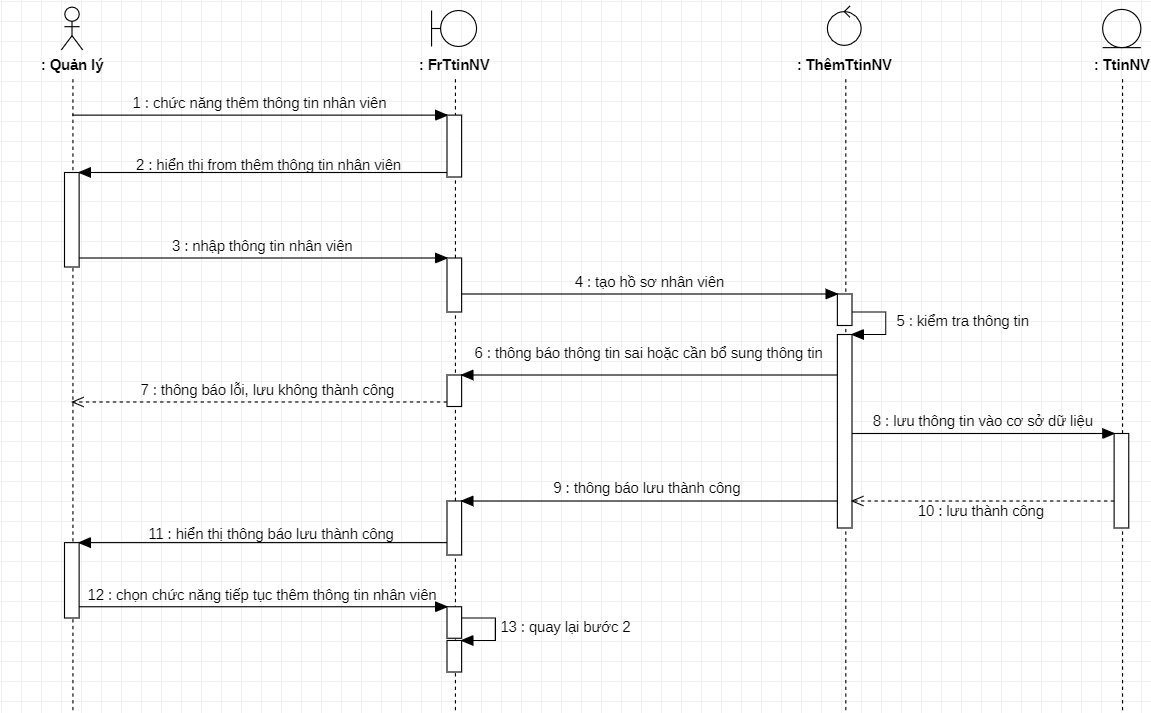 : Quản lý
: FrTtinNV
: ThêmTtinNV
: TtinNV
1 : chức năng thêm thông tin nhân viên
2 : hiển thị from thêm thông tin nhân viên
3 : nhập thông tin nhân viên
4 : tạo hồ sơ nhân viên
5 : kiểm tra thông tin
6 : thông báo thông tin sai hoặc cần bổ sung thông tin
7 : thông báo lỗi, lưu không thành công
8 : lưu thông tin vào cơ sở dữ liệu
9 : thông báo lưu thành công
10 : lưu thành công
11 : hiển thị thông báo lưu thành công
12 : chọn chức năng tiếp tục thêm thông tin nhân viên
13 : quay lại bước 2